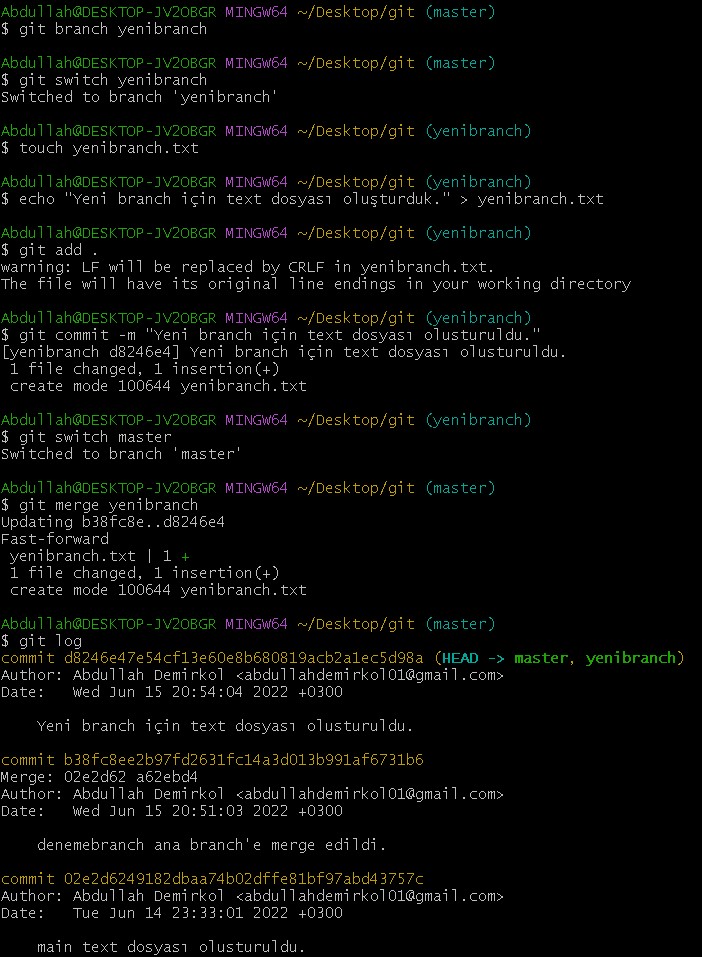 Abdullah@DESKTOP-JV2OBGR MINGW64 ~/Desktop/git (master)
$ git branch yenibranch
Abdullah@DESKTOP-JV2OBGR MINGW64 ~/Desktop/git (master)
$ git switch yenibranch
Switched to branch 'yenibranch'
Abdullah@DESKTOP-JV2OBGR MINGW64 ~/Desktop/git (yenibranch)
$ touch yenibranch.txt
Abdullah@DESKTOP-JV2OBGR MINGW64 ~/Desktop/git (yenibranch)
$ echo "Yeni branch için text dosyası oluşturduk." > yenibranch.txt
Abdullah@DESKTOP-JV2OBGR MINGW64 ~/Desktop/git (yenibranch)
$ git add .
warning: LF will be replaced by CRLF in yenibranch.txt.
The file will have its original line endings in your working directory
Abdullah@DESKTOP-JV2OBGR MINGW64 ~/Desktop/git (yenibranch)
$ git commit -m "Yeni branch için text dosyası olusturuldu."
[yenibranch d8246e4] Yeni branch için text dosyası olusturuldu.
 1 file changed, 1 insertion(+)
 create mode 100644 yenibranch.txt
Abdullah@DESKTOP-JV2OBGR MINGW64 ~/Desktop/git (yenibranch)
$ git switch master
Switched to branch 'master'
Abdullah@DESKTOP-JV2OBGR MINGW64 ~/Desktop/git (master)
$ git merge yenibranch
Updating b38fc8e..d8246e4
Fast-forward
 yenibranch.txt | 1 +
 1 file changed, 1 insertion(+)
 create mode 100644 yenibranch.txt
Abdullah@DESKTOP-JV2OBGR MINGW64 ~/Desktop/git (master)
$ git log
commit d8246e47e54cf13e60e8b680819acb2a1ec5d98a (HEAD -> master, yenibranch)
Author: Abdullah Demirkol <abdullahdemirkol01@gmail.com>
Date:   Wed Jun 15 20:54:04 2022 +0300
    Yeni branch için text dosyası olusturuldu.
commit b38fc8ee2b97fd2631fc14a3d013b991af6731b6
Merge: 02e2d62 a62ebd4
Author: Abdullah Demirkol <abdullahdemirkol01@gmail.com>
Date:   Wed Jun 15 20:51:03 2022 +0300
    denemebranch ana branch'e merge edildi.
commit 02e2d6249182dbaa74b02dffe81bf97abd43757c
Author: Abdullah Demirkol <abdullahdemirkol01@gmail.com>
Date:   Tue Jun 14 23:33:01 2022 +0300
    main text dosyası olusturuldu.